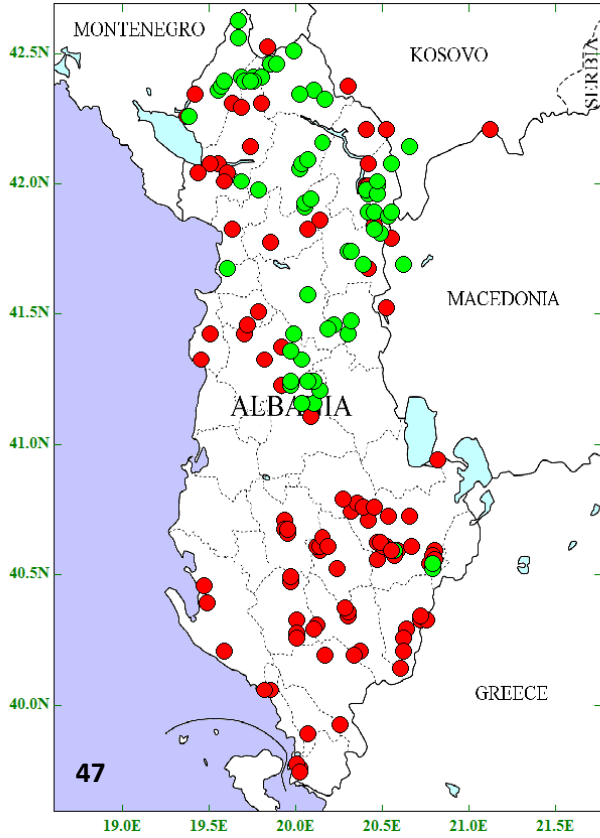 MONTENEGRO
42.5N
KOSOVO
SERBIA
42.0N
MACEDONIA
41.5N
ALBANIA
41.0N
40.5N
GREECE
40.0N
47
19.0E 19.5E 20.0E 20.5E 21.0E 21.5E